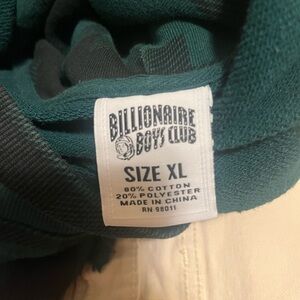 BILLIONAIRE
BOYS CLUB
SIZE XL
80% COTTON
20% POLYESTER
MADE IN CHINA
RN 98011